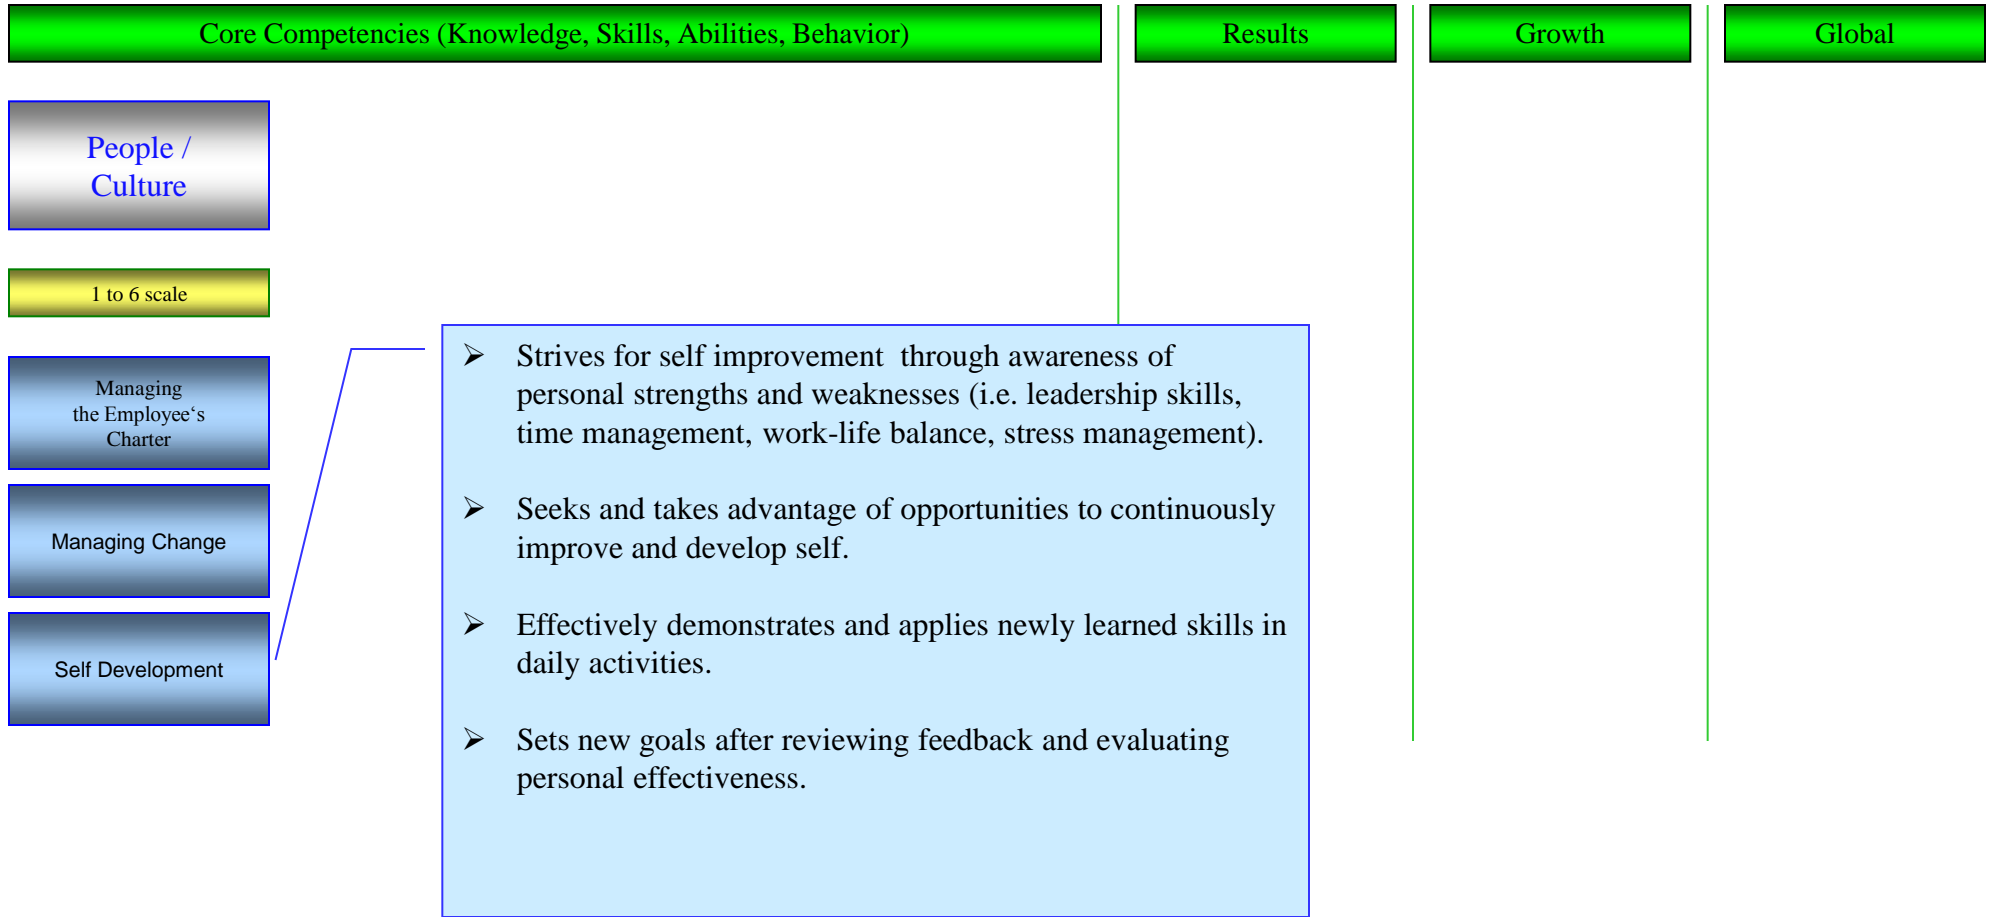 Core Competencies (Knowledge, Skills, Abilities, Behavior)
Results
Growth
Global
People /
Culture
1 to 6 scale
Managing
the Employee‘s
Charter
Managing Change
Self Development
➢ Strives for self improvement  through awareness of
personal strengths and weaknesses (i.e. leadership skills,
time management, work-life balance, stress management).
➢ Seeks and takes advantage of opportunities to continuously
improve and develop self.
➢ Effectively demonstrates and applies newly learned skills in
daily activities.
➢ Sets new goals after reviewing feedback and evaluating
personal effectiveness.